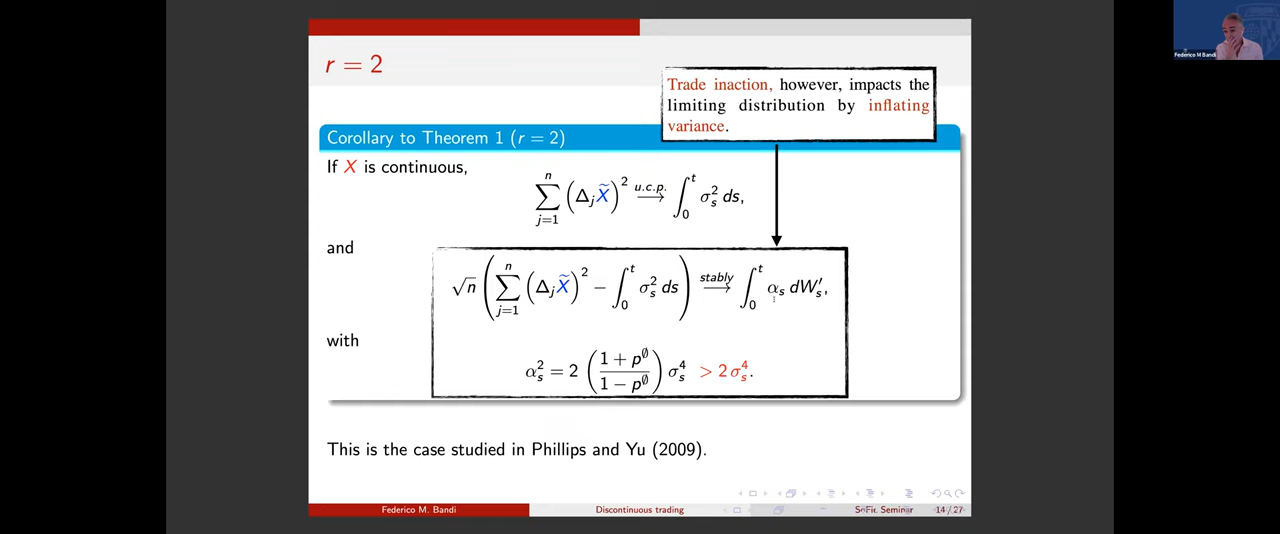 r = 2
Trade inaction, however, impacts the
limiting distribution by inflating
variance.
Corollary to Theorem 1 (r = 2)
If X is continuous,
∑_{j=1}^{n} (Δ_j X̃)^2 —u.c.p.→ ∫_0^t σ_s^2 ds,
and
√n (∑_{j=1}^{n} (Δ_j X̃)^2 − ∫_0^t σ_s^2 ds) —stably→ ∫_0^t α_s dW′_s,
with
α_s^2 = 2 ((1 + p^∅)/(1 − p^∅)) σ_s^4 > 2 σ_s^4.
This is the case studied in Phillips and Yu (2009).
Federico M. Bandi Discontinuous trading SoFiE Seminar 14 / 27
Federico M Bandi